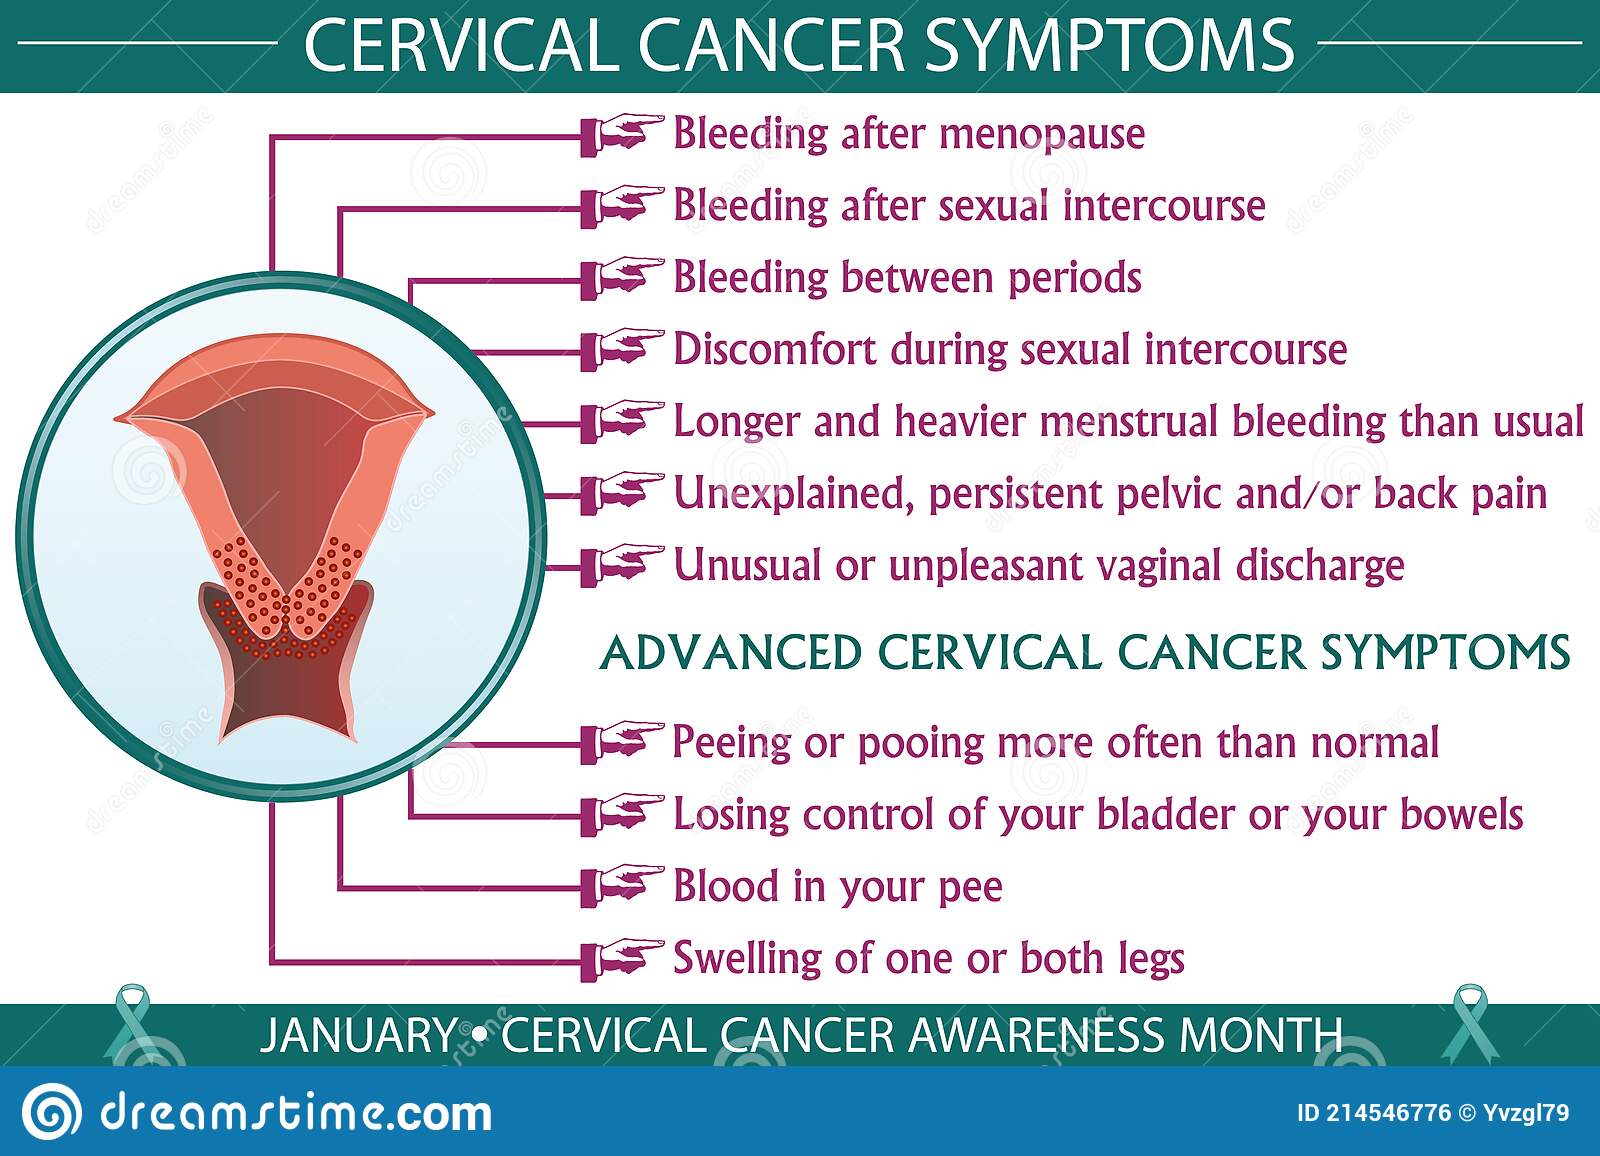 CERVICAL CANCER SYMPTOMS
Bleeding after menopause
Bleeding after sexual intercourse
Bleeding between periods
Discomfort during sexual intercourse
Longer and heavier menstrual bleeding than usual
Unexplained, persistent pelvic and/or back pain
Unusual or unpleasant vaginal discharge
ADVANCED CERVICAL CANCER SYMPTOMS
Peeing or pooing more often than normal
Losing control of your bladder or your bowels
Blood in your pee
Swelling of one or both legs
JANUARY • CERVICAL CANCER AWARENESS MONTH
dreamstime.com
ID 214546776 © Yvzgl79